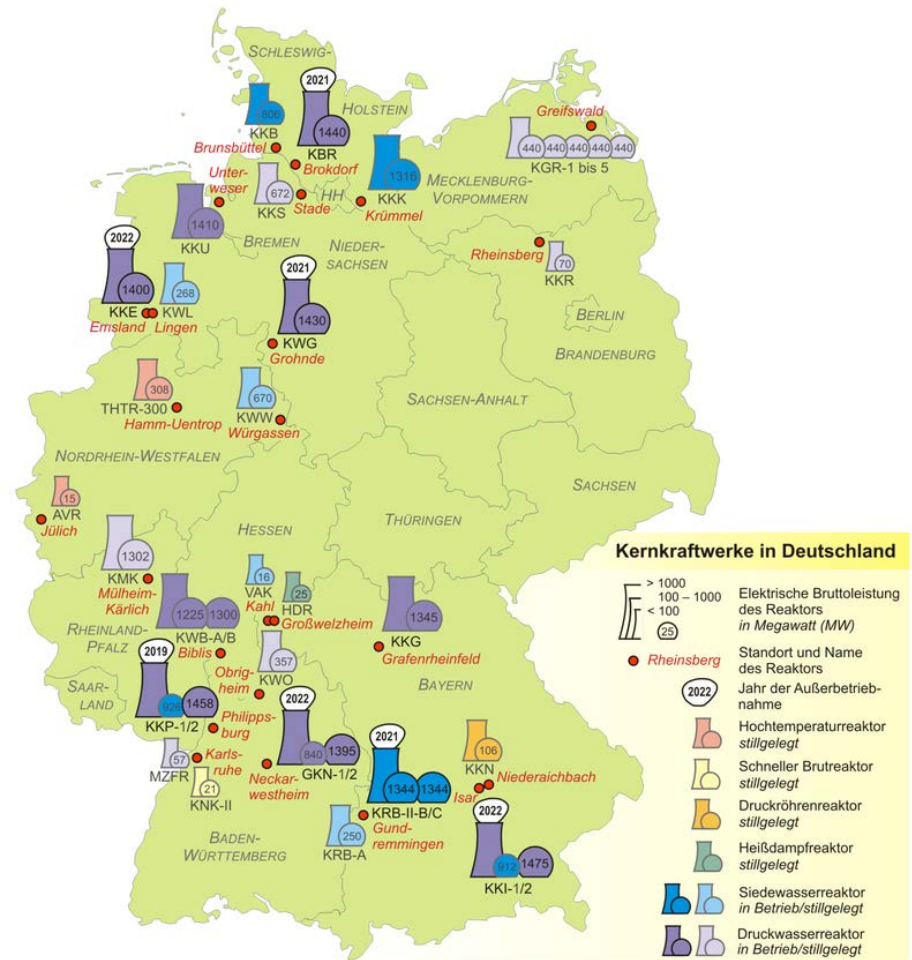 SCHLESWIG-
HOLSTEIN
2021
806
KKB
Brunsbüttel
1440
KBR
Brokdorf
Greifswald
440 440 440 440 440
KGR-1 bis 5
1316
KKK
Krümmel
MECKLENBURG-
VORPOMMERN
Unter-
weser
672
KKS
Stade
HH
1410
KKU
BREMEN
NIEDER-
SACHSEN
Rheinsberg
70
KKR
2022
1400
KKE
Emsland
268
KWL
Lingen
2021
1430
KWG
Grohnde
BERLIN
BRANDENBURG
308
THTR-300
Hamm-Uentrop
670
KWW
Würgassen
SACHSEN-ANHALT
NORDRHEIN-WESTFALEN
15
AVR
Jülich
HESSEN
THÜRINGEN
SACHSEN
1302
KMK
Mülheim-
Kärlich
16
VAK
Kahl
25
HDR
Großwelzheim
1225 1300
KWB-A/B
Biblis
1345
KKG
Grafenrheinfeld
RHEINLAND-
PFALZ
357
KWO
Obrig-
heim
BAYERN
SAAR-
LAND
2019
926 1458
KKP-1/2
Philipps-
burg
2022
840 1395
GKN-1/2
Neckar-
westheim
57
MZFR
Karls-
ruhe
21
KNK-II
2021
1344 1344
KRB-II-B/C
Gund-
remmingen
250
KRB-A
106
KKN
Niederaichbach
Isar
2022
912 1475
KKI-1/2
BADEN-
WÜRTTEMBERG
Kernkraftwerke in Deutschland
> 1000
100 – 1000
< 100
25
Elektrische Bruttoleistung
des Reaktors
in Megawatt (MW)
Rheinsberg
Standort und Name
des Reaktors
2022
Jahr der Außerbetrieb-
nahme
Hochtemperaturreaktor
stillgelegt
Schneller Brutreaktor
stillgelegt
Druckröhrenreaktor
stillgelegt
Heißdampfreaktor
stillgelegt
Siedewasserreaktor
in Betrieb/stillgelegt
Druckwasserreaktor
in Betrieb/stillgelegt